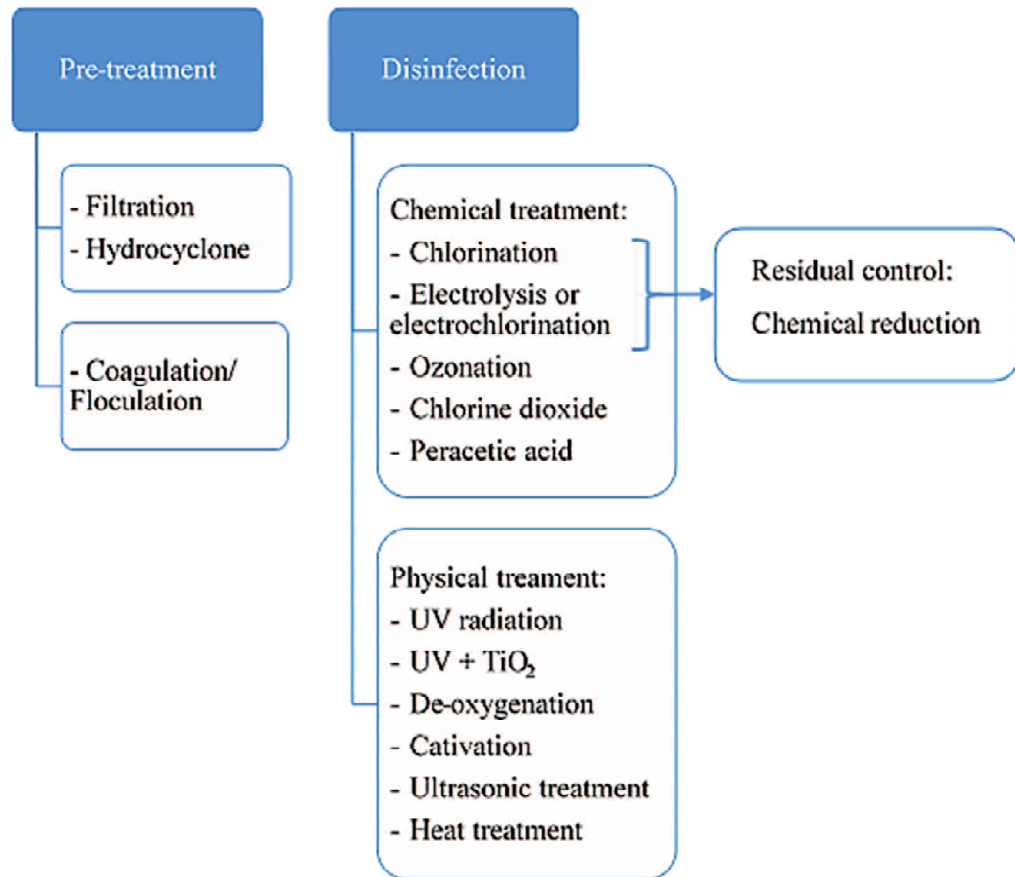 Pre-treatment
- Filtration
- Hydrocyclone
- Coagulation/
Floculation
Disinfection
Chemical treatment:
- Chlorination
- Electrolysis or
electrochlorination
- Ozonation
- Chlorine dioxide
- Peracetic acid
Residual control:
Chemical reduction
Physical treament:
- UV radiation
- UV + TiO₂
- De-oxygenation
- Cativation
- Ultrasonic treatment
- Heat treatment